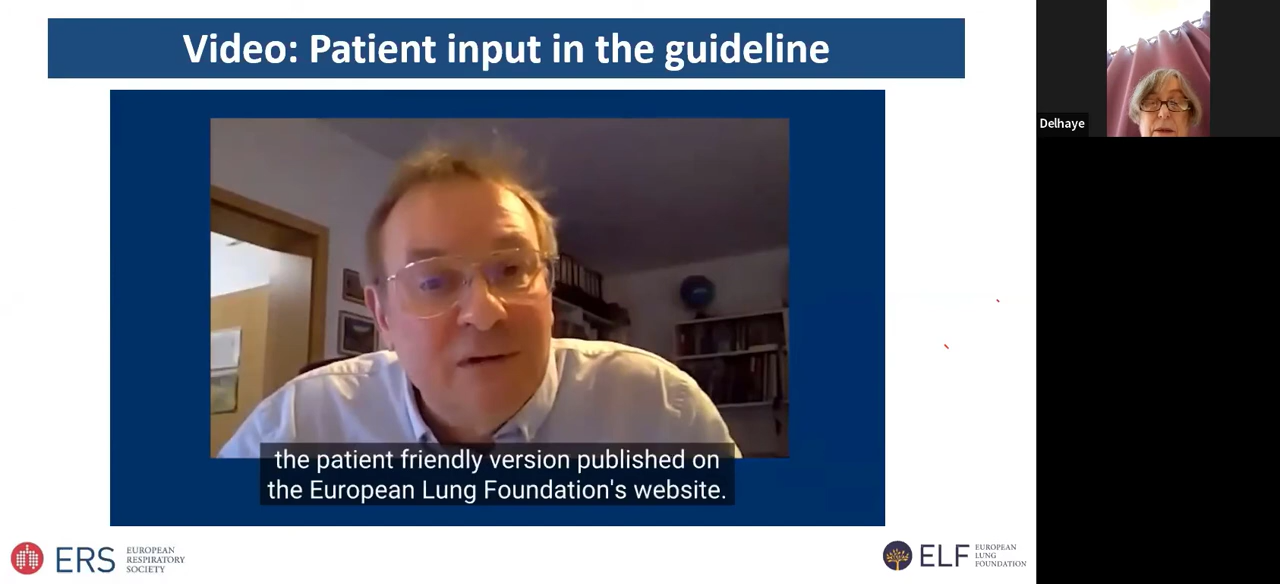 Video: Patient input in the guideline
Delhaye
the patient friendly version published on
the European Lung Foundation's website.
ERS
EUROPEAN
RESPIRATORY
SOCIETY
ELF
EUROPEAN
LUNG
FOUNDATION